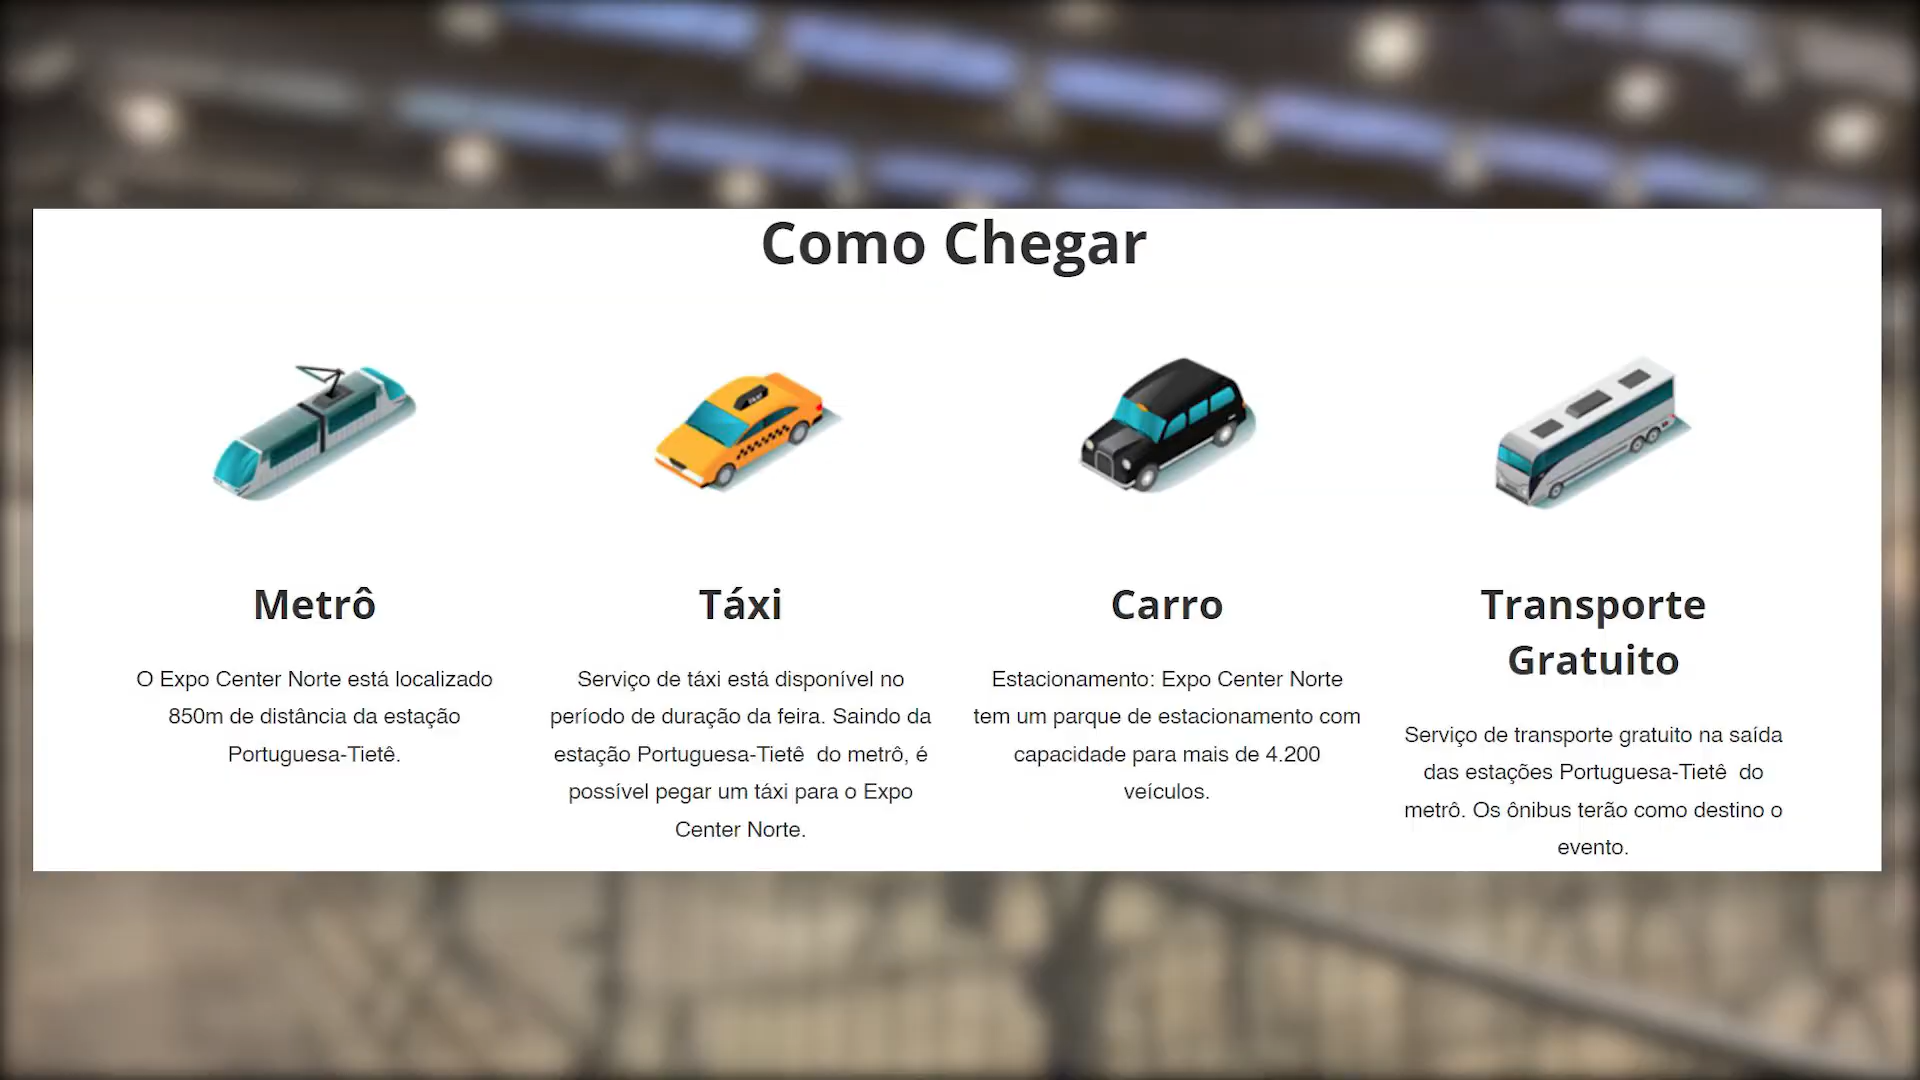 Como Chegar
Metrô
O Expo Center Norte está localizado
850m de distância da estação
Portuguesa-Tietê.
TAXI
Táxi
Serviço de táxi está disponível no
período de duração da feira. Saindo da
estação Portuguesa-Tietê  do metrô, é
possível pegar um táxi para o Expo
Center Norte.
Carro
Estacionamento: Expo Center Norte
tem um parque de estacionamento com
capacidade para mais de 4.200
veículos.
Transporte
Gratuito
Serviço de transporte gratuito na saída
das estações Portuguesa-Tietê  do
metrô. Os ônibus terão como destino o
evento.